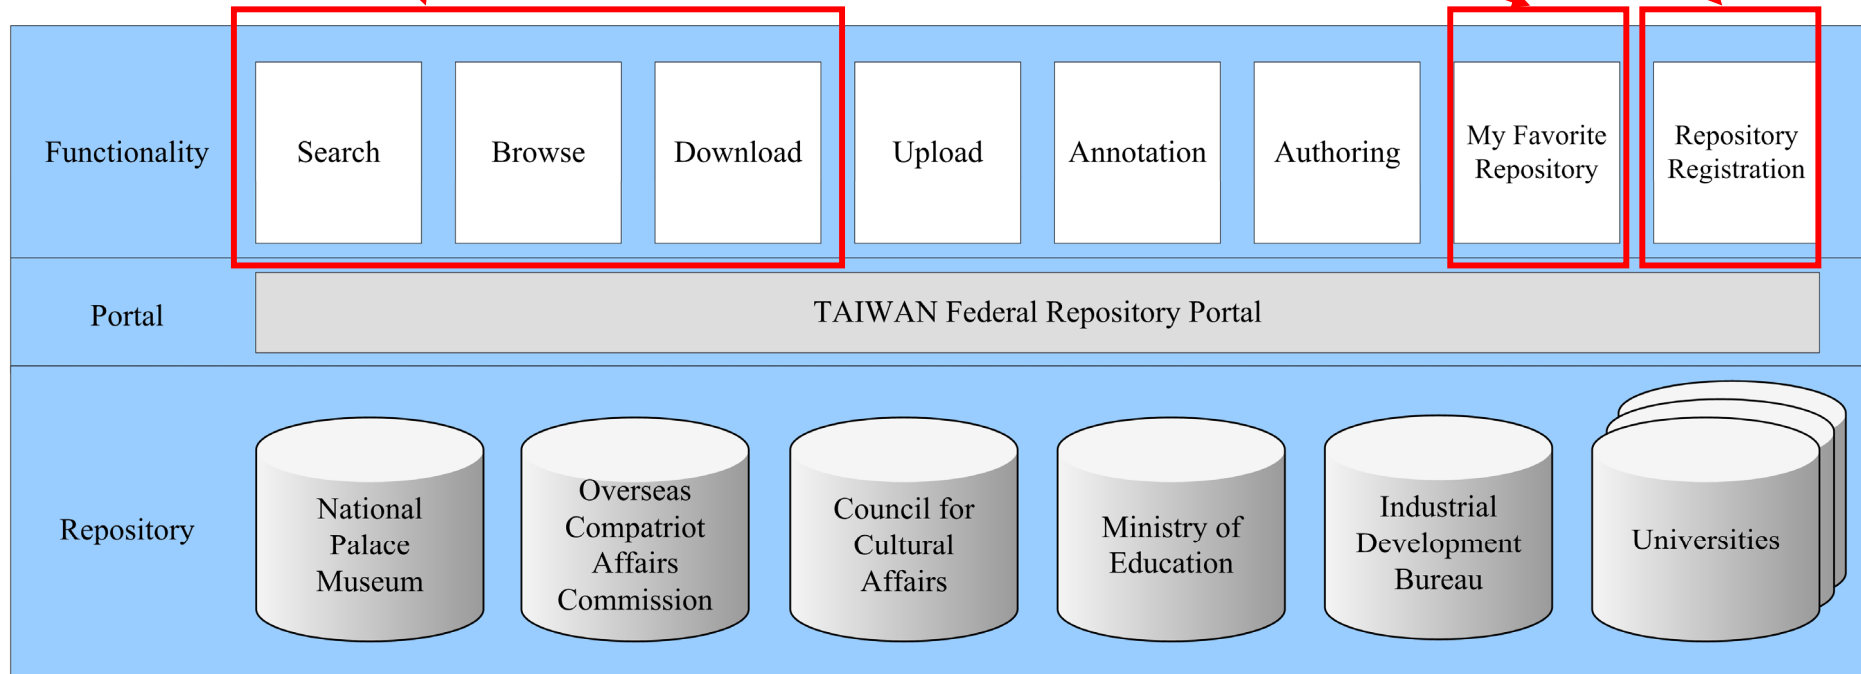 Functionality
Search
Browse
Download
Upload
Annotation
Authoring
My Favorite
Repository
Repository
Registration
Portal
TAIWAN Federal Repository Portal
Repository
National
Palace
Museum
Overseas
Compatriot
Affairs
Commission
Council for
Cultural
Affairs
Ministry of
Education
Industrial
Development
Bureau
Universities